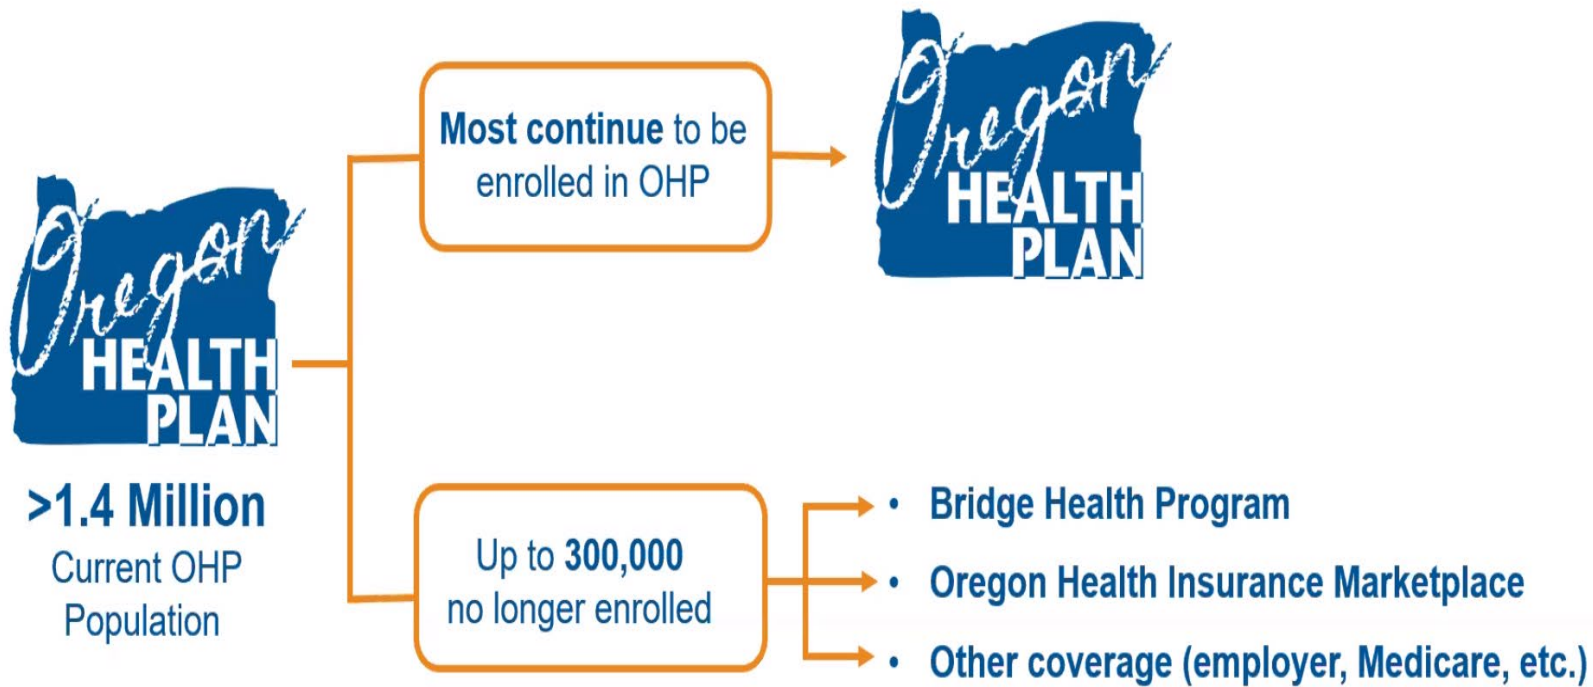 Oregon
HEALTH
PLAN
>1.4 Million
Current OHP
Population
Most continue to be
enrolled in OHP
Oregon
HEALTH
PLAN
Up to 300,000
no longer enrolled
• Bridge Health Program
• Oregon Health Insurance Marketplace
• Other coverage (employer, Medicare, etc.)